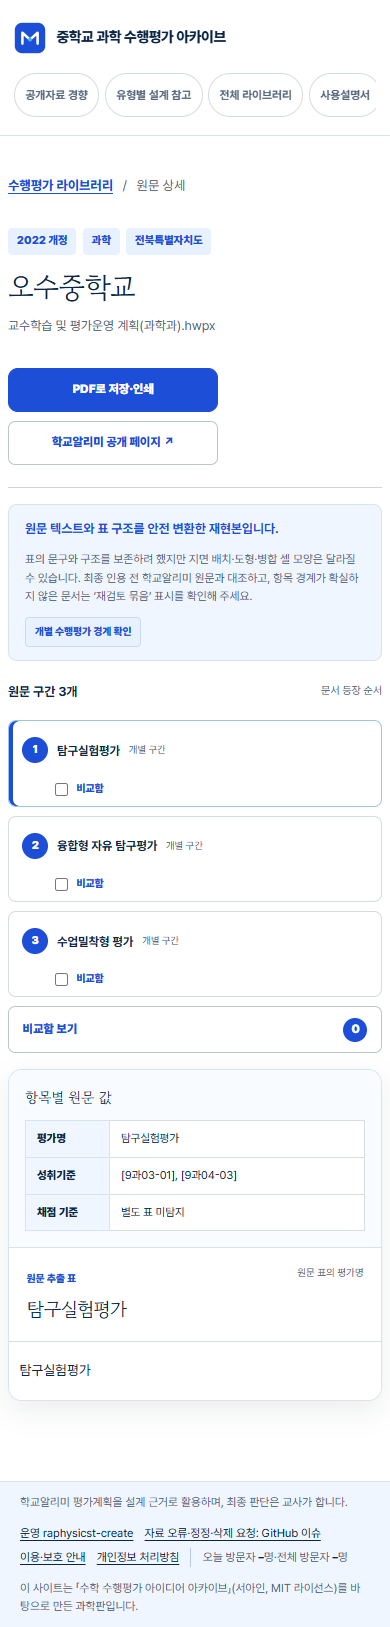 중학교 과학 수행평가 아카이브
공개자료 경향
유형별 설계 참고
전체 라이브러리
사용설명서
수행평가 라이브러리 / 원문 상세
2022 개정
과학
전북특별자치도
오수중학교
교수학습 및 평가운영 계획(과학과).hwpx
PDF로 저장·인쇄
학교알리미 공개 페이지 ↗
원문 텍스트와 표 구조를 안전 변환한 재현본입니다.
표의 문구와 구조를 보존하려 했지만 지면 배치·도형·병합 셀 모양은 달라질
수 있습니다. 최종 인용 전 학교알리미 원문과 대조하고, 항목 경계가 확실하
지 않은 문서는 ‘재검토 묶음’ 표시를 확인해 주세요.
개별 수행평가 경계 확인
원문 구간 3개
문서 등장 순서
1 탐구실험평가 개별 구간
비교함
2 융합형 자유 탐구평가 개별 구간
비교함
3 수업밀착형 평가 개별 구간
비교함
비교함 보기 0
항목별 원문 값
평가명 탐구실험평가
성취기준 [9과03-01], [9과04-03]
채점 기준 별도 표 미탐지
원문 추출 표
원문 표의 평가명
탐구실험평가
탐구실험평가
학교알리미 평가계획을 설계 근거로 활용하며, 최종 판단은 교사가 합니다.
운영 raphysicst-create 자료 오류·정정·삭제 요청: GitHub 이슈
이용·보호 안내 개인정보 처리방침 오늘 방문자 –명·전체 방문자 –명
이 사이트는 「수학 수행평가 아이디어 아카이브」(서아인, MIT 라이선스)를 바
탕으로 만든 과학판입니다.